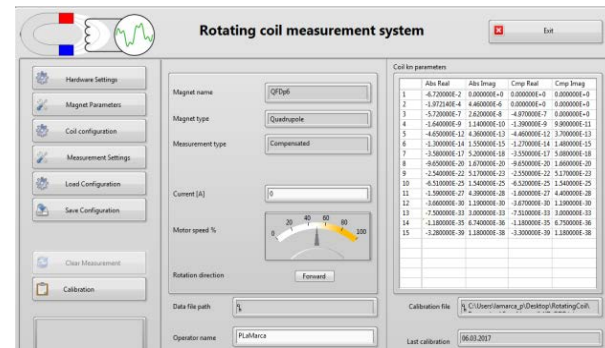 Rotating coil measurement system
Exit
Hardware Settings
Magnet Parameters
Coil configuration
Measurement Settings
Load Configuration
Save Configuration
Clear Measurement
Calibration
Magnet name
QFDp6
Magnet type
Quadrupole
Measurement type
Compensated
Current [A]
0
Motor speed %
0 20 40 60 80 100
Rotation direction
Forward
Data file path
Operator name
PLaMarca
Coil kn parameters
Abs Real Abs Imag Cmp Real Cmp Imag
1 -6.720000E-2 0.000000E+0 0.000000E+0 0.000000E+0
2 -1.972140E-4 4.460000E-6 0.000000E+0 0.000000E+0
3 -5.720000E-7 2.620000E-8 -4.970000E-7 0.000000E+0
4 -1.640000E-9 1.140000E-10 -1.390000E-9 9.900000E-11
5 -4.650000E-12 4.360000E-13 -4.460000E-12 3.700000E-13
6 -1.300000E-14 1.550000E-15 -1.270000E-14 1.480000E-15
7 -3.580000E-17 5.200000E-18 -3.550000E-17 5.080000E-18
8 -9.650000E-20 1.670000E-20 -9.650000E-20 1.660000E-20
9 -2.540000E-22 5.170000E-23 -2.550000E-22 5.170000E-23
10 -6.510000E-25 1.540000E-25 -6.520000E-25 1.540000E-25
11 -1.590000E-27 4.390000E-28 -1.600000E-27 4.400000E-28
12 -3.660000E-30 1.190000E-30 -3.670000E-30 1.190000E-30
13 -7.500000E-33 3.000000E-33 -7.510000E-33 3.000000E-33
14 -1.180000E-35 6.740000E-36 -1.180000E-35 6.750000E-36
15 -3.280000E-39 1.180000E-38 -3.300000E-39 1.180000E-38
Calibration file
C:\Users\lamarca_p\Desktop\RotatingCoil\
Last calibration
06.03.2017